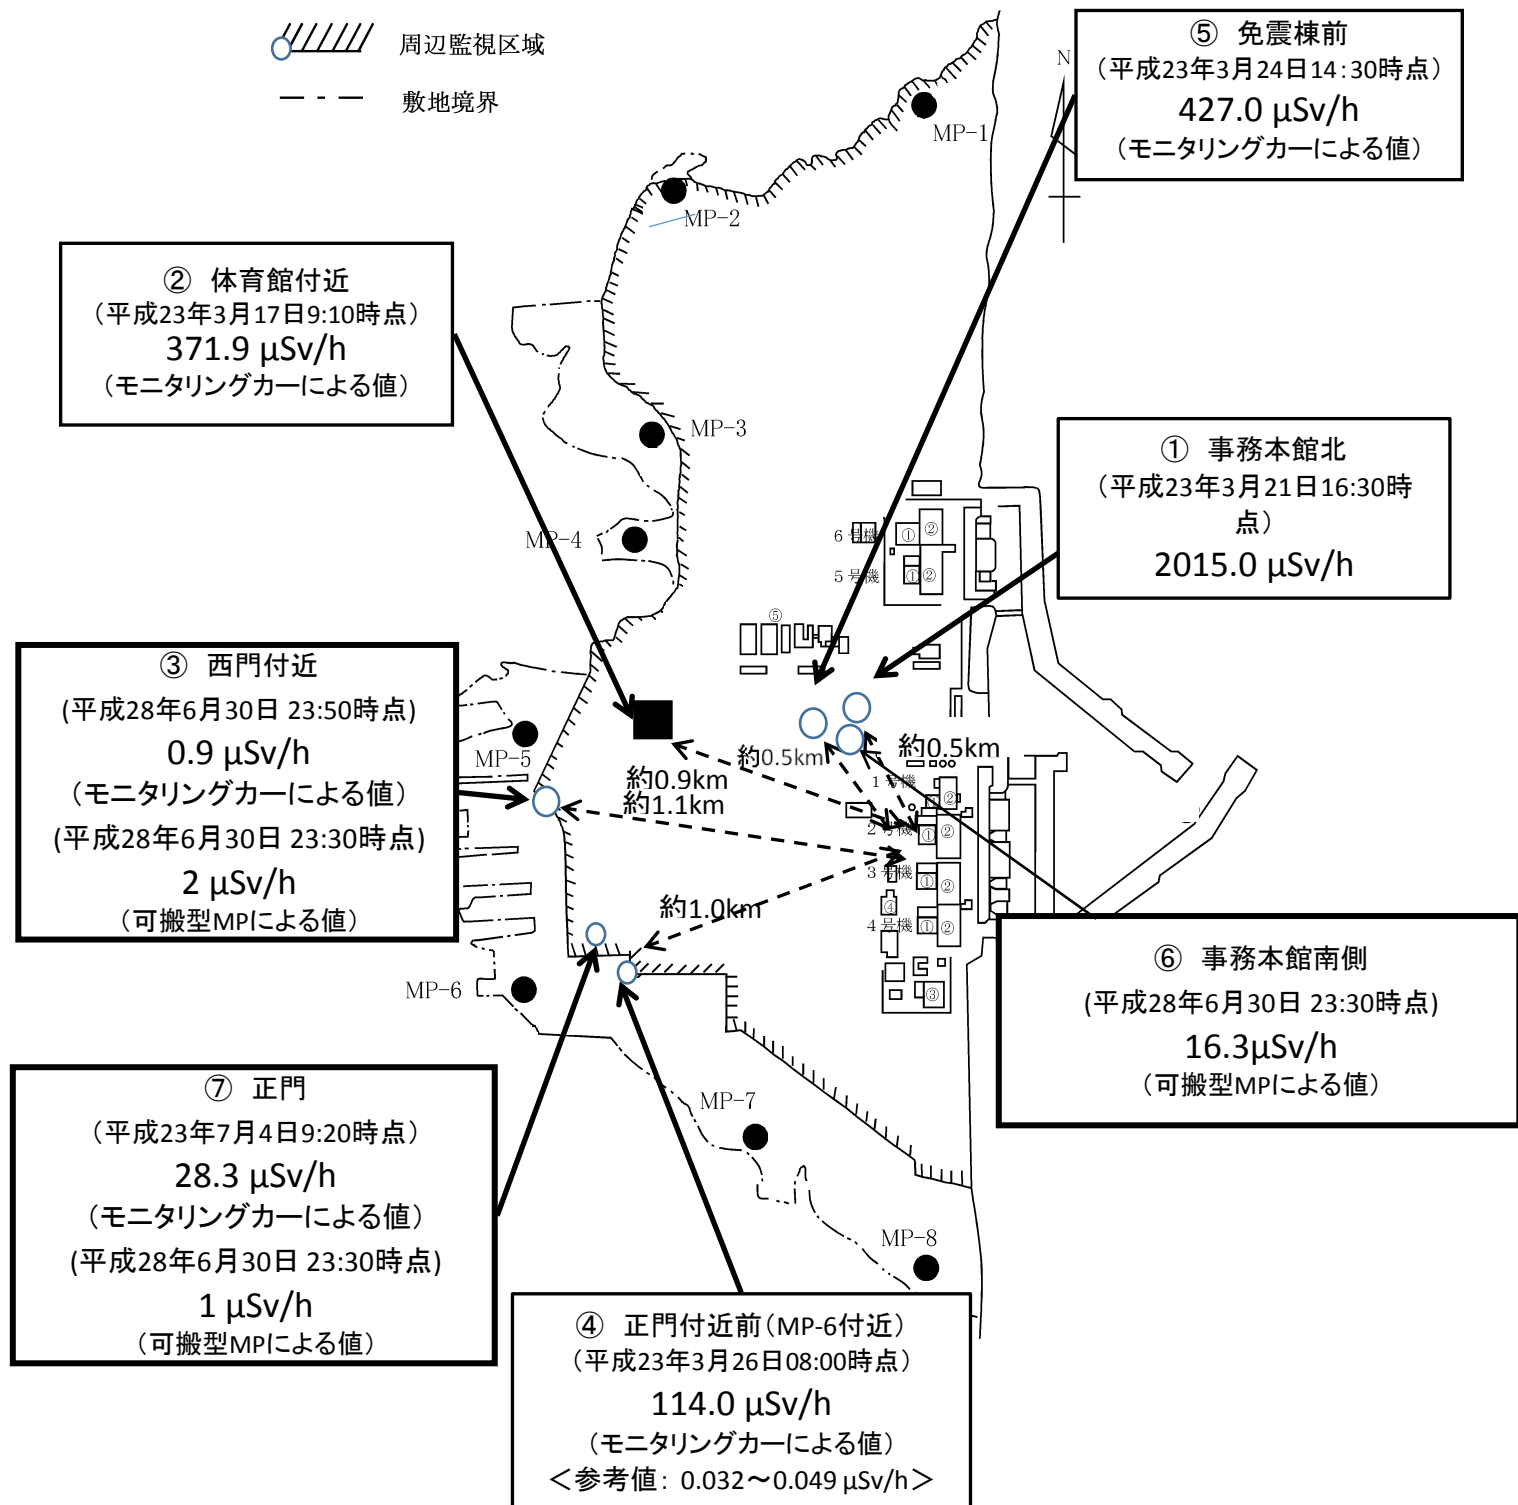 周辺監視区域
敷地境界
N
⑤ 免震棟前
（平成23年3月24日14:30時点）
427.0 μSv/h
（モニタリングカーによる値）
MP-1
MP-2
② 体育館付近
（平成23年3月17日9:10時点）
371.9 μSv/h
（モニタリングカーによる値）
MP-3
① 事務本館北
（平成23年3月21日16:30時
点）
2015.0 μSv/h
MP-4
6号機
①
②
5号機
①
②
⑤
③ 西門付近
(平成28年6月30日 23:50時点)
0.9 μSv/h
（モニタリングカーによる値）
(平成28年6月30日 23:30時点)
2 μSv/h
（可搬型MPによる値）
MP-5
約0.5km
約0.5km
約0.9km
約1.1km
1号機
①
②
2号機
①
②
3号機
①
②
④
約1.0km
4号機
①
②
③
MP-6
⑥ 事務本館南側
(平成28年6月30日 23:30時点)
16.3μSv/h
（可搬型MPによる値）
⑦ 正門
（平成23年7月4日9:20時点）
28.3 μSv/h
（モニタリングカーによる値）
(平成28年6月30日 23:30時点)
1 μSv/h
（可搬型MPによる値）
MP-7
MP-8
④ 正門付近前（MP-6付近）
（平成23年3月26日08:00時点）
114.0 μSv/h
（モニタリングカーによる値）
＜参考値: 0.032～0.049 μSv/h＞